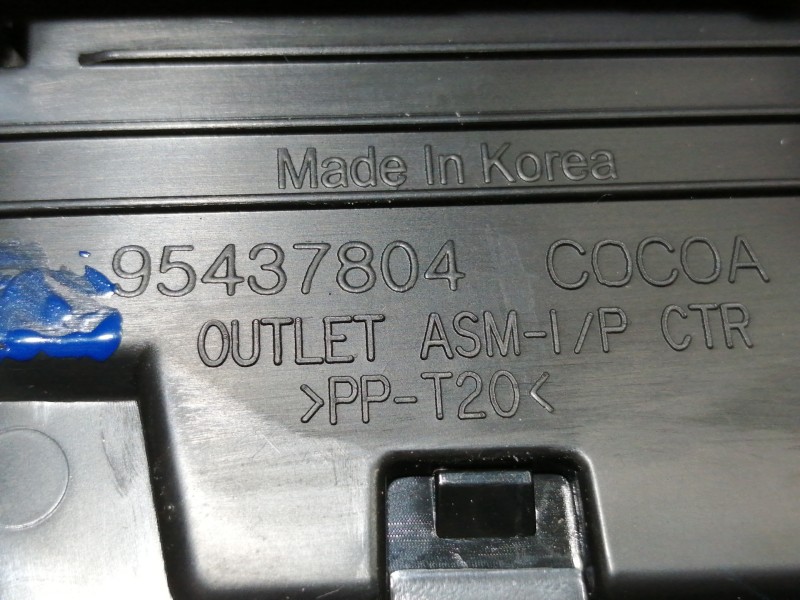 Made In Korea
95437804 COCOA
OUTLET ASM-I/P CTR
>PP-T20<